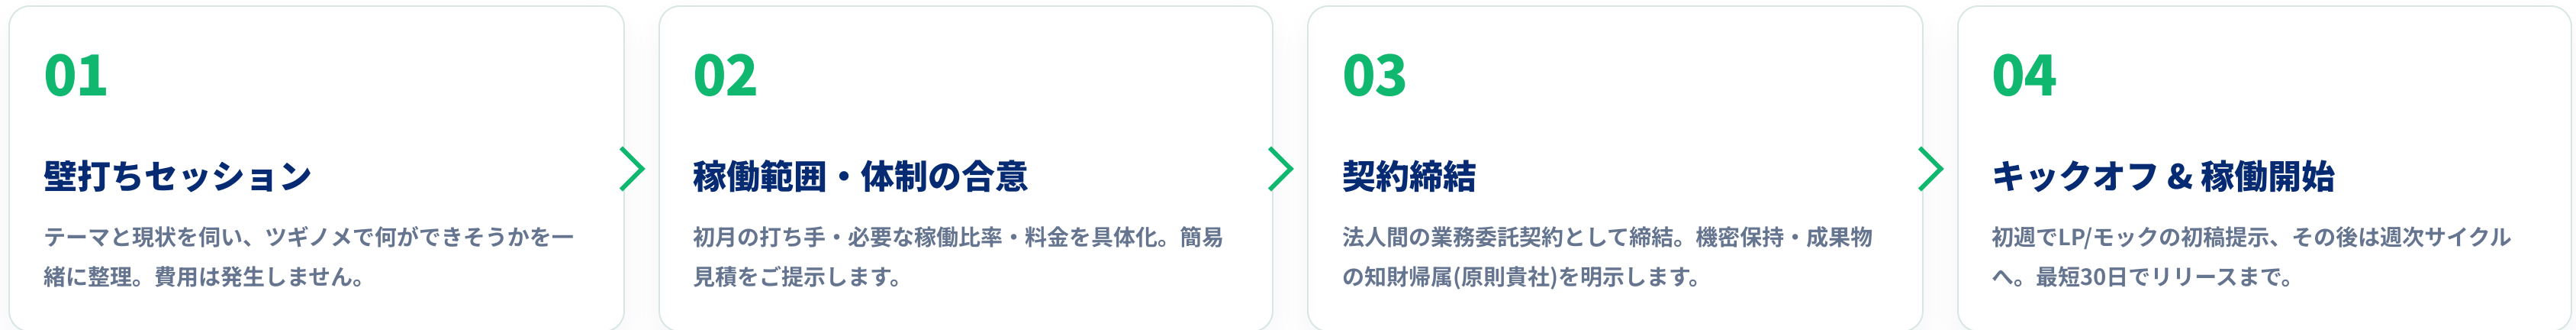 01
壁打ちセッション
テーマと現状を伺い、ツギノメで何ができそうかを一
緒に整理。費用は発生しません。
02
稼働範囲・体制の合意
初月の打ち手・必要な稼働比率・料金を具体化。簡易
見積をご提示します。
03
契約締結
法人間の業務委託契約として締結。機密保持・成果物
の知財帰属(原則貴社)を明示します。
04
キックオフ & 稼働開始
初週でLP/モックの初稿提示、その後は週次サイクル
へ。最短30日でリリースまで。